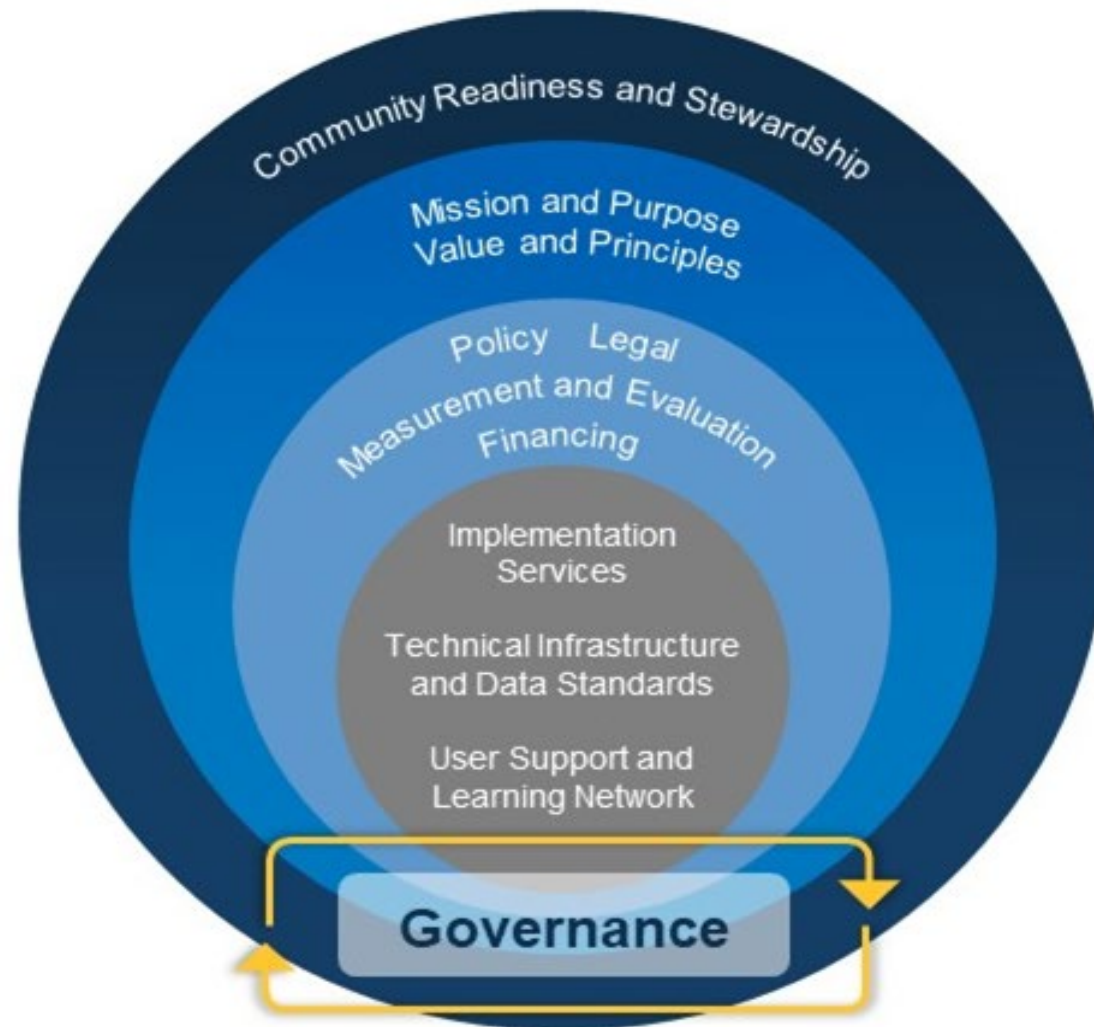 Community Readiness and Stewardship
Mission and Purpose
Value and Principles
Policy Legal
Measurement and Evaluation
Financing
Implementation
Services
Technical Infrastructure
and Data Standards
User Support and
Learning Network
Governance